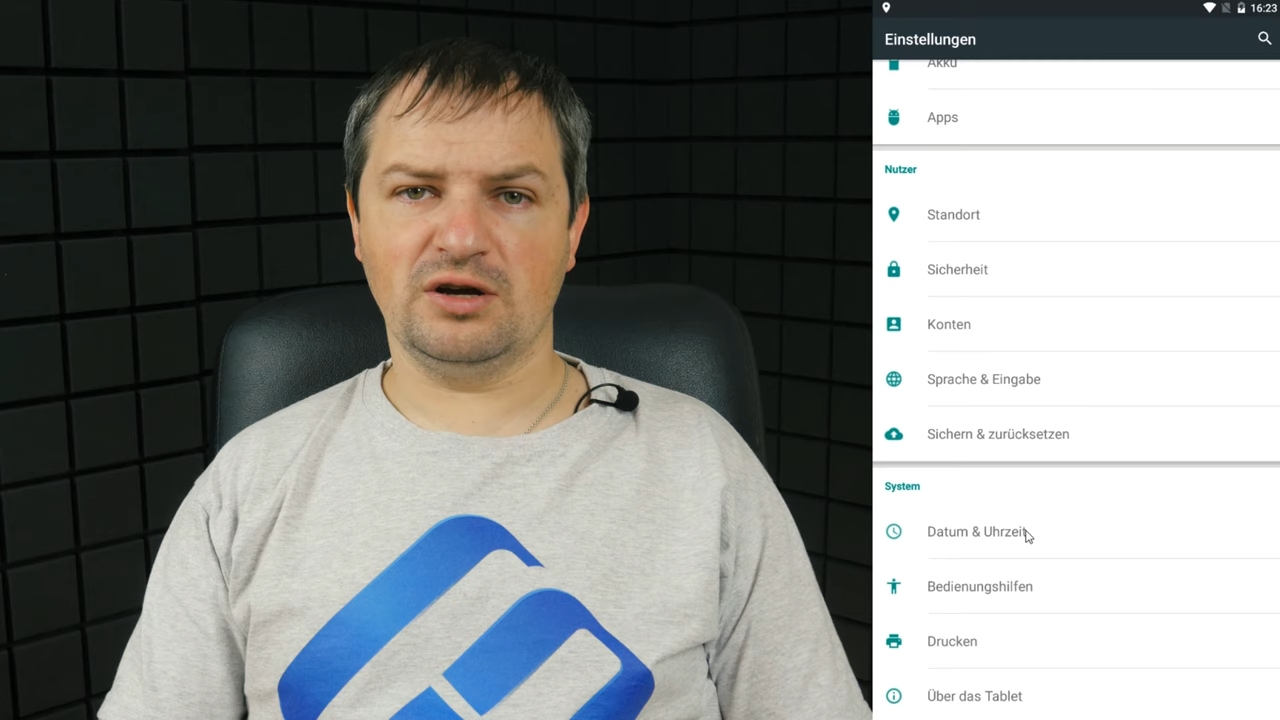 16:23
Einstellungen
Akku
Apps
Nutzer
Standort
Sicherheit
Konten
Sprache & Eingabe
Sichern & zurücksetzen
System
Datum & Uhrzeit
Bedienungshilfen
Drucken
Über das Tablet